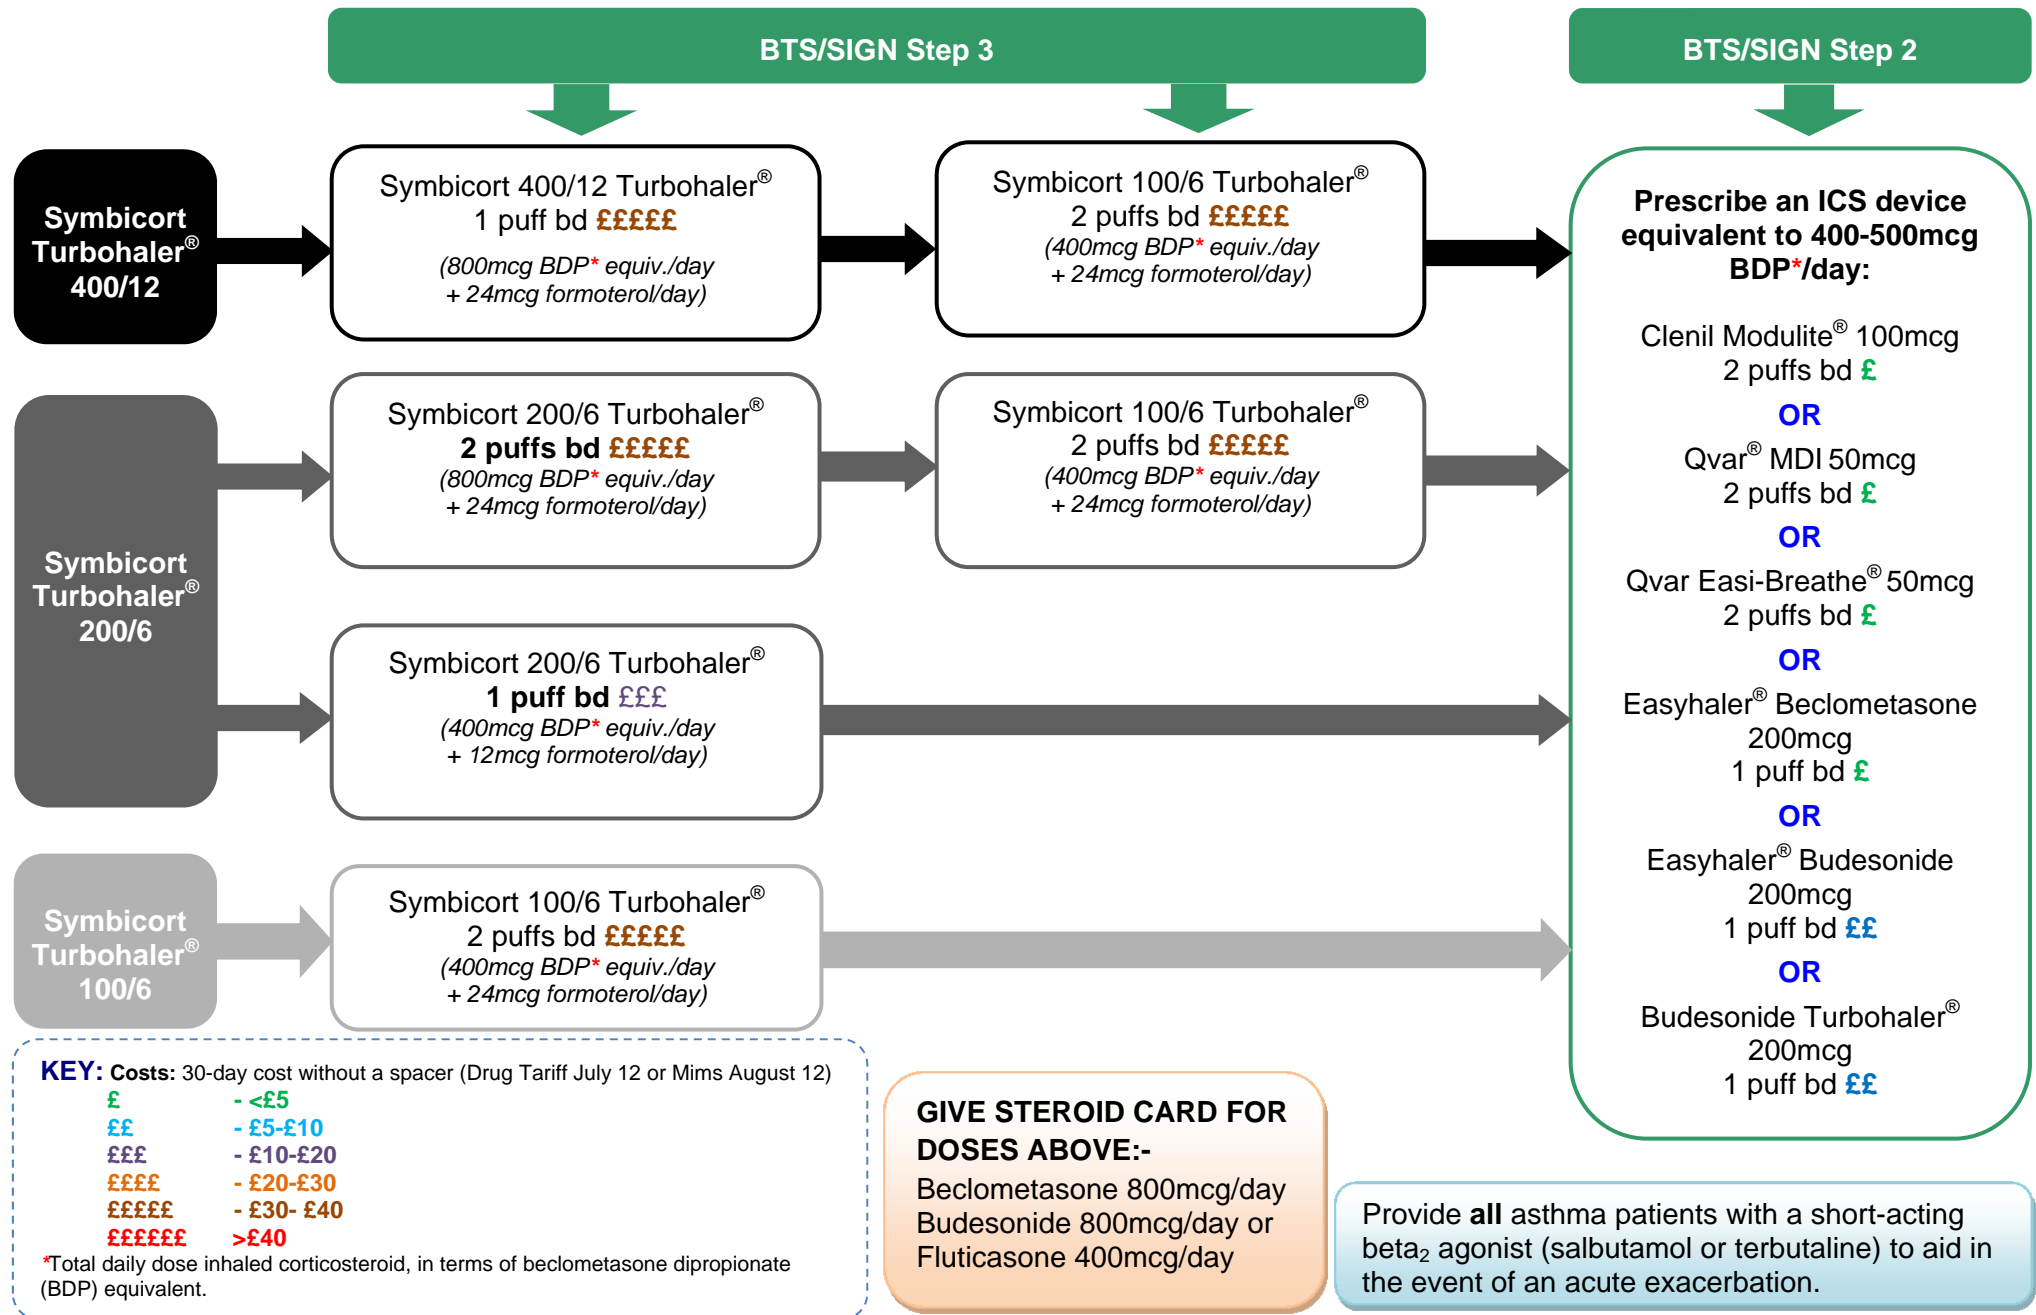 BTS/SIGN Step 3
BTS/SIGN Step 2
Symbicort
Turbohaler®
400/12
Symbicort 400/12 Turbohaler®
1 puff bd £££££
(800mcg BDP* equiv./day
+ 24mcg formoterol/day)
Symbicort 100/6 Turbohaler®
2 puffs bd £££££
(400mcg BDP* equiv./day
+ 24mcg formoterol/day)
Symbicort
Turbohaler®
200/6
Symbicort 200/6 Turbohaler®
2 puffs bd £££££
(800mcg BDP* equiv./day
+ 24mcg formoterol/day)
Symbicort 100/6 Turbohaler®
2 puffs bd £££££
(400mcg BDP* equiv./day
+ 24mcg formoterol/day)
Symbicort 200/6 Turbohaler®
1 puff bd £££
(400mcg BDP* equiv./day
+ 12mcg formoterol/day)
Symbicort
Turbohaler®
100/6
Symbicort 100/6 Turbohaler®
2 puffs bd £££££
(400mcg BDP* equiv./day
+ 24mcg formoterol/day)
Prescribe an ICS device
equivalent to 400-500mcg
BDP*/day:
Clenil Modulite® 100mcg
2 puffs bd £
OR
Qvar® MDI 50mcg
2 puffs bd £
OR
Qvar Easi-Breathe® 50mcg
2 puffs bd £
OR
Easyhaler® Beclometasone
200mcg
1 puff bd £
OR
Easyhaler® Budesonide
200mcg
1 puff bd ££
OR
Budesonide Turbohaler®
200mcg
1 puff bd ££
KEY: Costs: 30-day cost without a spacer (Drug Tariff July 12 or Mims August 12)
£ - <£5
££ - £5-£10
£££ - £10-£20
££££ - £20-£30
£££££ - £30- £40
££££££ >£40
*Total daily dose inhaled corticosteroid, in terms of beclometasone dipropionate
(BDP) equivalent.
GIVE STEROID CARD FOR
DOSES ABOVE:-
Beclometasone 800mcg/day
Budesonide 800mcg/day or
Fluticasone 400mcg/day
Provide all asthma patients with a short-acting
beta₂ agonist (salbutamol or terbutaline) to aid in
the event of an acute exacerbation.